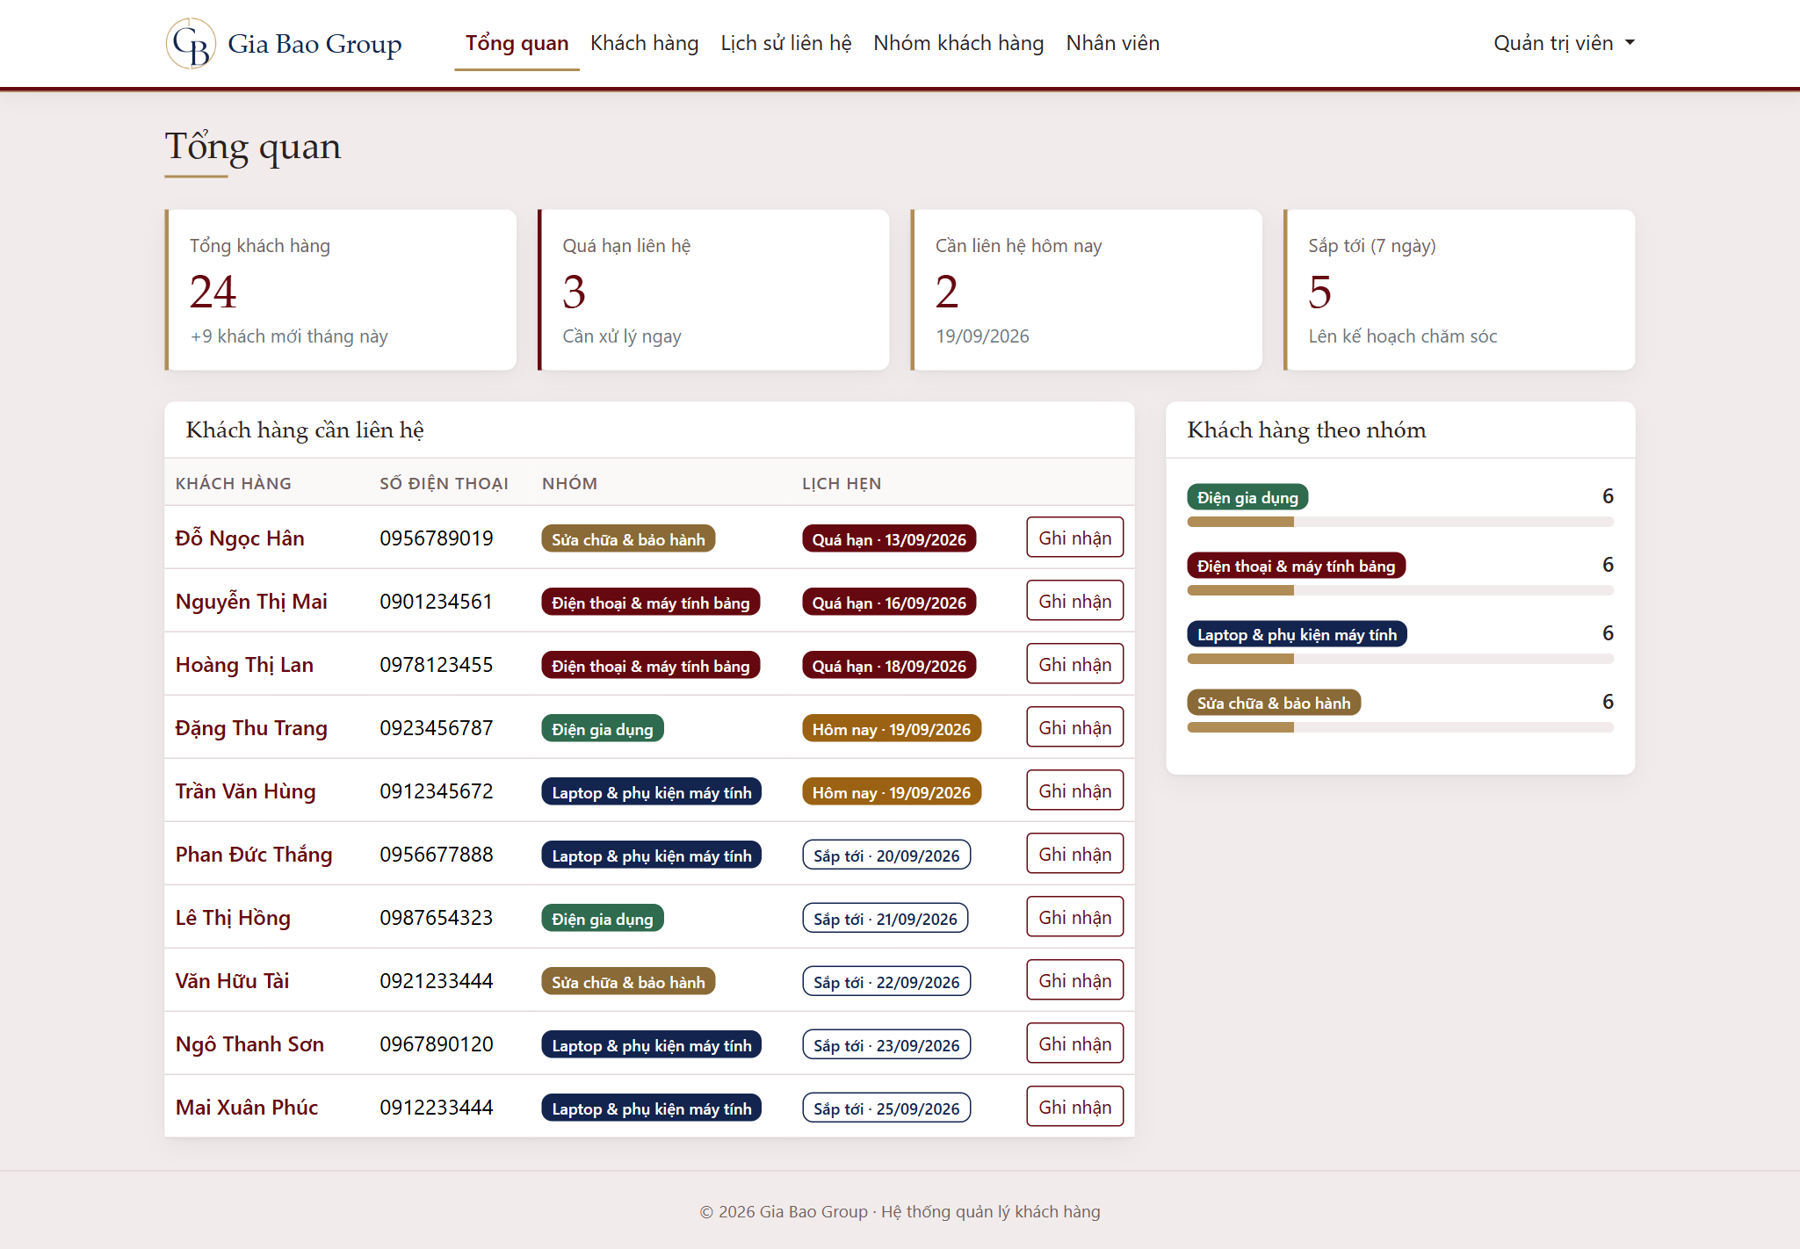 GB Gia Bao Group Tổng quan Khách hàng Lịch sử liên hệ Nhóm khách hàng Nhân viên Quản trị viên
Tổng quan
Tổng khách hàng
24
+9 khách mới tháng này
Quá hạn liên hệ
3
Cần xử lý ngay
Cần liên hệ hôm nay
2
19/09/2026
Sắp tới (7 ngày)
5
Lên kế hoạch chăm sóc
Khách hàng cần liên hệ
KHÁCH HÀNG SỐ ĐIỆN THOẠI NHÓM LỊCH HẸN
Đỗ Ngọc Hân 0956789019 Sửa chữa & bảo hành Quá hạn · 13/09/2026 Ghi nhận
Nguyễn Thị Mai 0901234561 Điện thoại & máy tính bảng Quá hạn · 16/09/2026 Ghi nhận
Hoàng Thị Lan 0978123455 Điện thoại & máy tính bảng Quá hạn · 18/09/2026 Ghi nhận
Đặng Thu Trang 0923456787 Điện gia dụng Hôm nay · 19/09/2026 Ghi nhận
Trần Văn Hùng 0912345672 Laptop & phụ kiện máy tính Hôm nay · 19/09/2026 Ghi nhận
Phan Đức Thắng 0956677888 Laptop & phụ kiện máy tính Sắp tới · 20/09/2026 Ghi nhận
Lê Thị Hồng 0987654323 Điện gia dụng Sắp tới · 21/09/2026 Ghi nhận
Văn Hữu Tài 0921233444 Sửa chữa & bảo hành Sắp tới · 22/09/2026 Ghi nhận
Ngô Thanh Sơn 0967890120 Laptop & phụ kiện máy tính Sắp tới · 23/09/2026 Ghi nhận
Mai Xuân Phúc 0912233444 Laptop & phụ kiện máy tính Sắp tới · 25/09/2026 Ghi nhận
Khách hàng theo nhóm
Điện gia dụng 6
Điện thoại & máy tính bảng 6
Laptop & phụ kiện máy tính 6
Sửa chữa & bảo hành 6
© 2026 Gia Bao Group · Hệ thống quản lý khách hàng